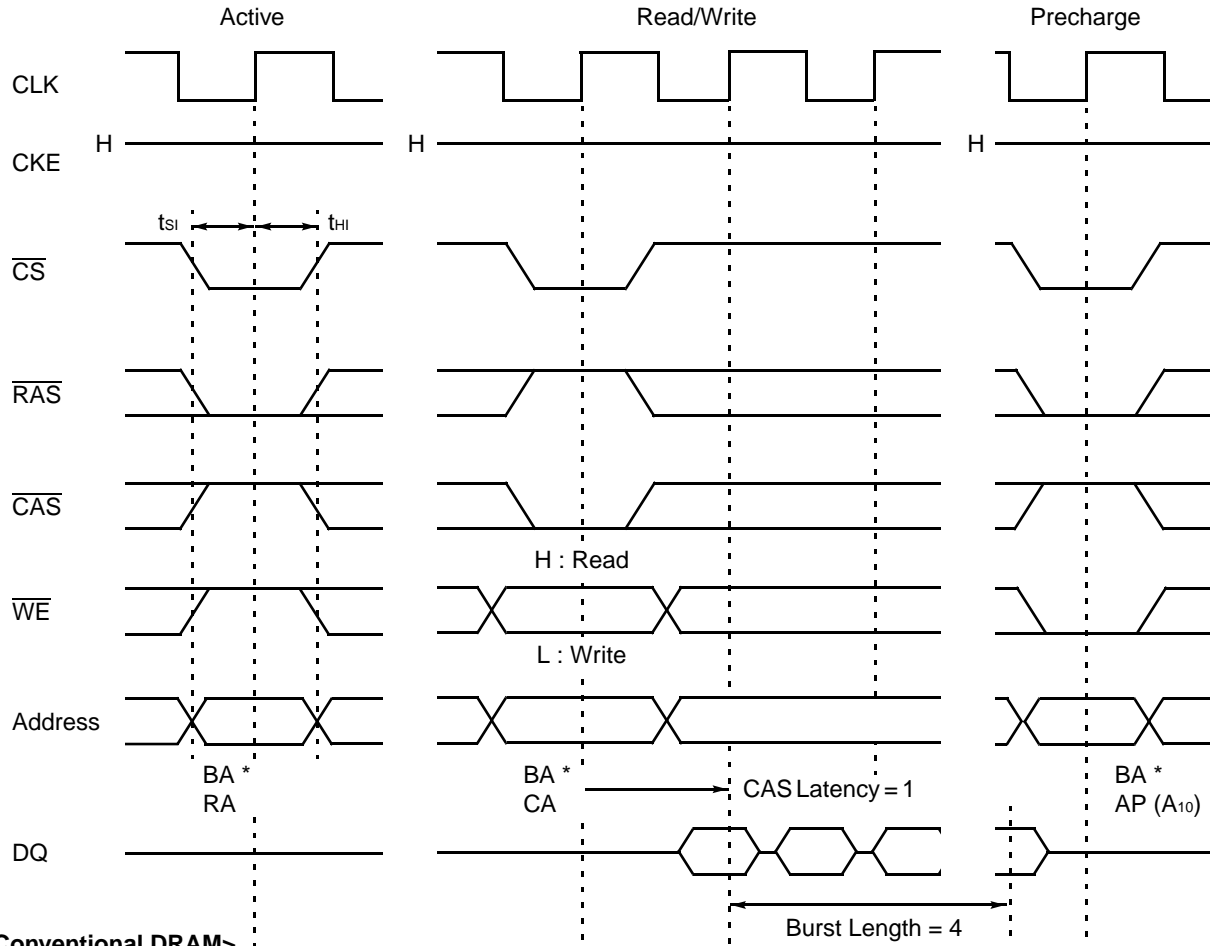 Active Read/Write Precharge
CLK
H H H
CKE
tSI tHI
CS
RAS
CAS
H : Read
WE
L : Write
Address
BA * BA * CAS Latency = 1 BA *
RA CA AP (A10)
DQ
Burst Length = 4
Conventional DRAM>